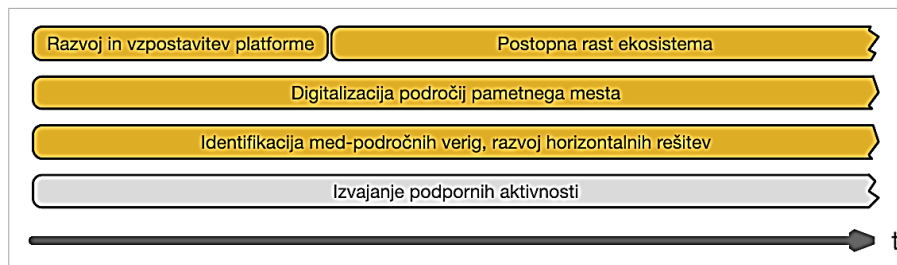 Razvoj in vzpostavitev platforme
Postopna rast ekosistema
Digitalizacija področij pametnega mesta
Identifikacija med-področnih verig, razvoj horizontalnih rešitev
Izvajanje podpornih aktivnosti
t